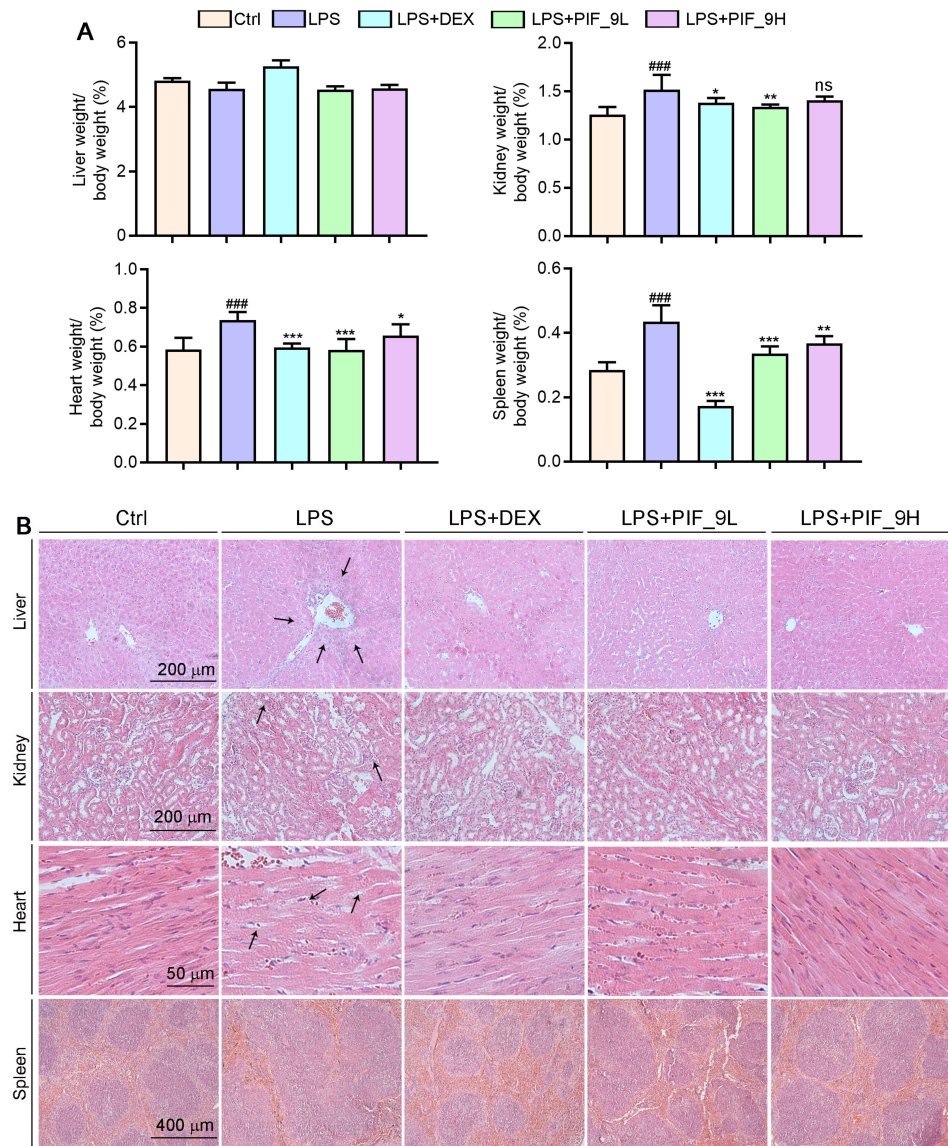 A
Ctrl LPS LPS+DEX LPS+PIF_9L LPS+PIF_9H
Liver weight/
body weight (%)
6
4
2
0
Kidney weight/
body weight (%)
2.0
1.5
1.0
0.5
0.0
###
*
**
ns
Heart weight/
body weight (%)
1.0
0.8
0.6
0.4
0.2
0.0
###
***
***
*
Spleen weight/
body weight (%)
0.6
0.4
0.2
0.0
###
***
***
**
B
Ctrl LPS LPS+DEX LPS+PIF_9L LPS+PIF_9H
Liver
200 μm
Kidney
200 μm
Heart
50 μm
Spleen
400 μm